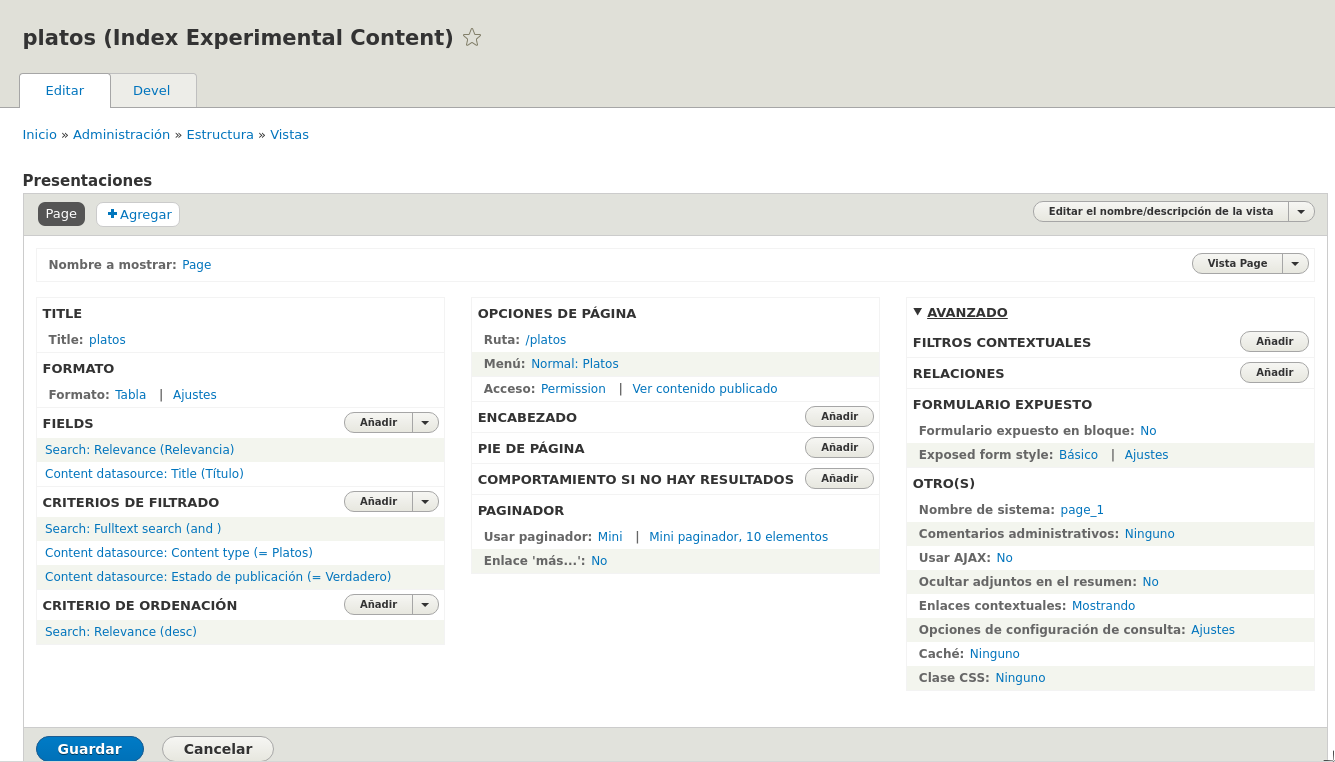 platos (Index Experimental Content)
Editar
Devel
Inicio » Administración » Estructura » Vistas
Presentaciones
Page
Agregar
Editar el nombre/descripción de la vista
Nombre a mostrar: Page
Vista Page
TITLE
Title: platos
FORMATO
Formato: Tabla | Ajustes
FIELDS
Añadir
Search: Relevance (Relevancia)
Content datasource: Title (Título)
CRITERIOS DE FILTRADO
Añadir
Search: Fulltext search (and )
Content datasource: Content type (= Platos)
Content datasource: Estado de publicación (= Verdadero)
CRITERIO DE ORDENACIÓN
Añadir
Search: Relevance (desc)
OPCIONES DE PÁGINA
Ruta: /platos
Menú: Normal: Platos
Acceso: Permission | Ver contenido publicado
ENCABEZADO
Añadir
PIE DE PÁGINA
Añadir
COMPORTAMIENTO SI NO HAY RESULTADOS
Añadir
PAGINADOR
Usar paginador: Mini | Mini paginador, 10 elementos
Enlace 'más...': No
AVANZADO
FILTROS CONTEXTUALES
Añadir
RELACIONES
Añadir
FORMULARIO EXPUESTO
Formulario expuesto en bloque: No
Exposed form style: Básico | Ajustes
OTRO(S)
Nombre de sistema: page_1
Comentarios administrativos: Ninguno
Usar AJAX: No
Ocultar adjuntos en el resumen: No
Enlaces contextuales: Mostrando
Opciones de configuración de consulta: Ajustes
Caché: Ninguno
Clase CSS: Ninguno
Guardar
Cancelar